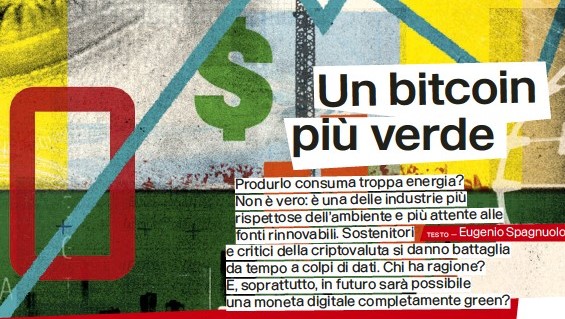 $
Un bitcoin
più verde
Produrlo consuma troppa energia?
Non è vero: è una delle industrie più
rispettose dell'ambiente e più attente alle
fonti rinnovabili. Sostenitori
TESTO — Eugenio Spagnuolo
e critici della criptovaluta si danno battaglia
da tempo a colpi di dati. Chi ha ragione?
E, soprattutto, in futuro sarà possibile
una moneta digitale completamente green?